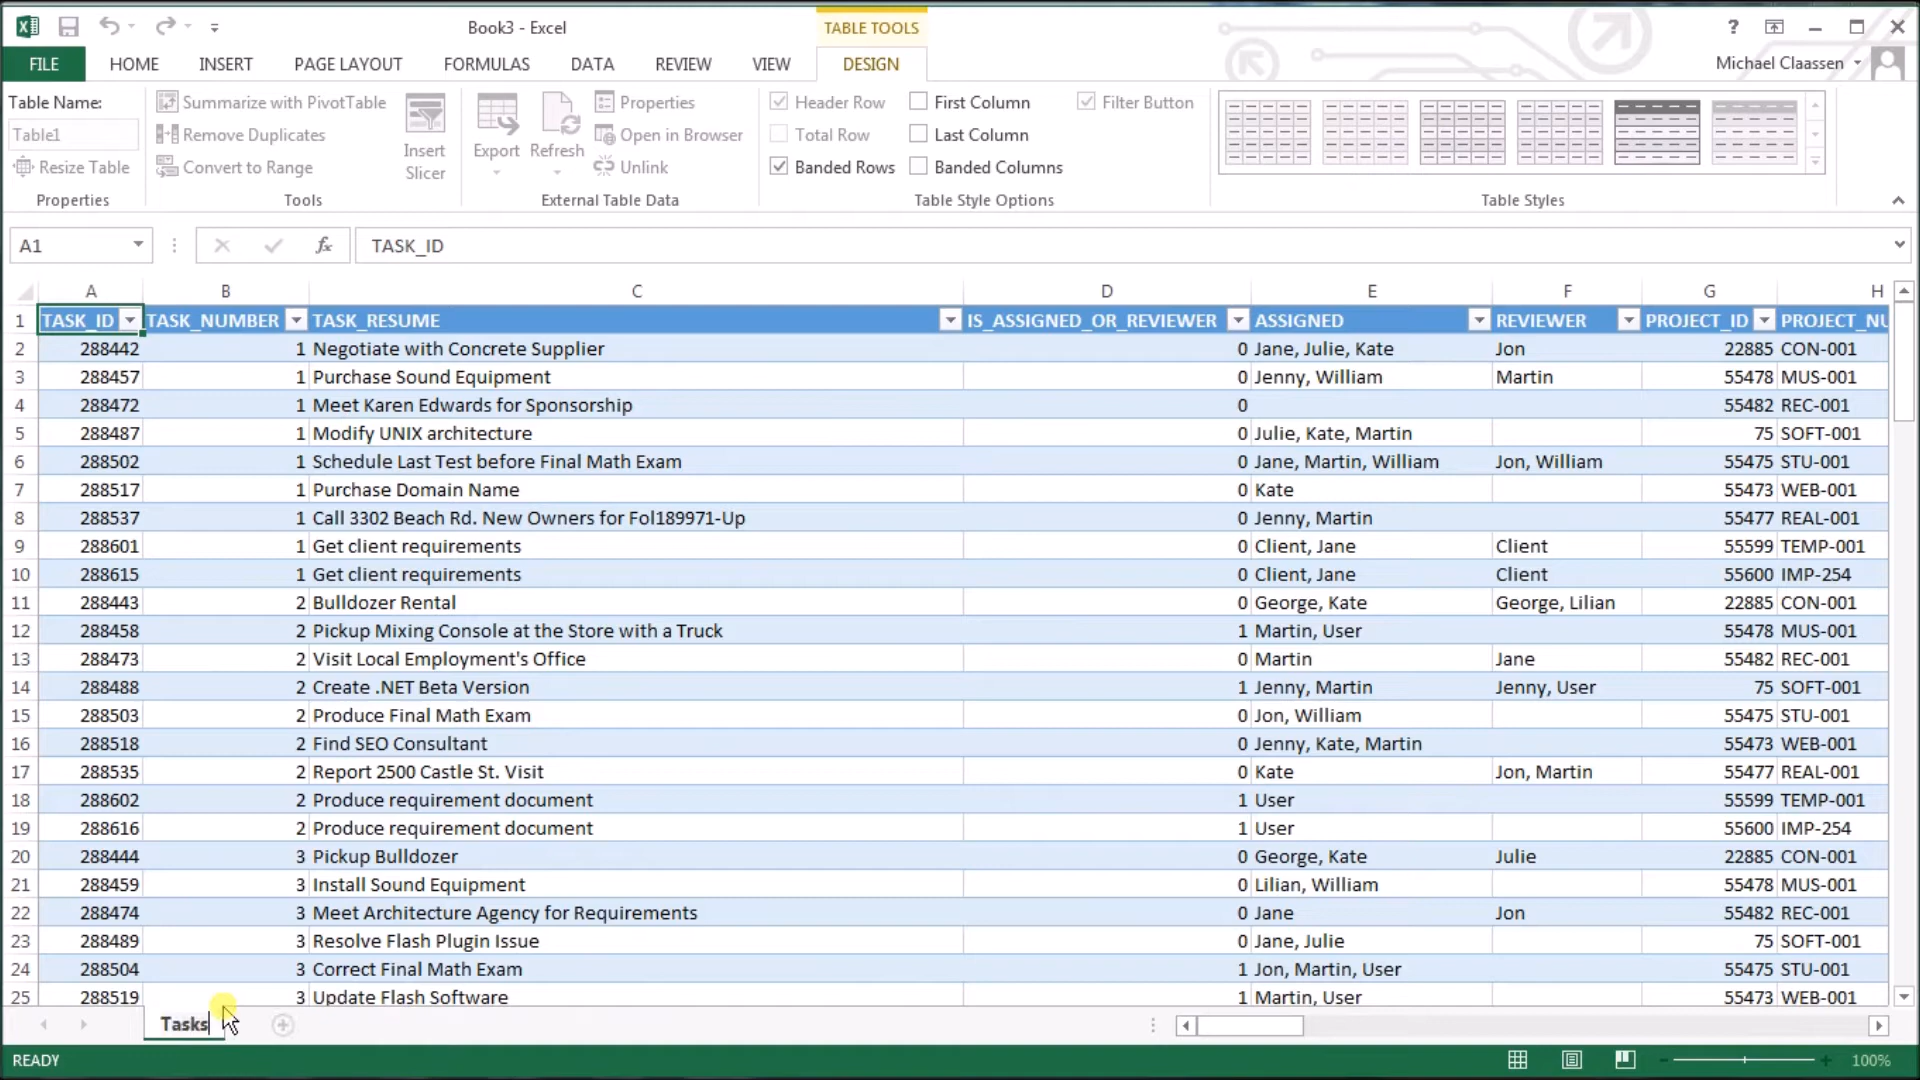 Book3 - Excel
TABLE TOOLS
?
FILE HOME INSERT PAGE LAYOUT FORMULAS DATA REVIEW VIEW DESIGN Michael Claassen
Table Name: Summarize with PivotTable Properties Header Row First Column Filter Button
Table1 Remove Duplicates Open in Browser Total Row Last Column
Resize Table Convert to Range Insert Slicer Export Refresh Unlink Banded Rows Banded Columns
Properties Tools External Table Data Table Style Options Table Styles
A1 fx TASK_ID
A B C D E F G H
1 TASK_ID TASK_NUMBER TASK_RESUME IS_ASSIGNED_OR_REVIEWER ASSIGNED REVIEWER PROJECT_ID PROJECT_NU
2 288442 1 Negotiate with Concrete Supplier 0 Jane, Julie, Kate Jon 22885 CON-001
3 288457 1 Purchase Sound Equipment 0 Jenny, William Martin 55478 MUS-001
4 288472 1 Meet Karen Edwards for Sponsorship 0 55482 REC-001
5 288487 1 Modify UNIX architecture 0 Julie, Kate, Martin 75 SOFT-001
6 288502 1 Schedule Last Test before Final Math Exam 0 Jane, Martin, William Jon, William 55475 STU-001
7 288517 1 Purchase Domain Name 0 Kate 55473 WEB-001
8 288537 1 Call 3302 Beach Rd. New Owners for Fol189971-Up 0 Jenny, Martin 55477 REAL-001
9 288601 1 Get client requirements 0 Client, Jane Client 55599 TEMP-001
10 288615 1 Get client requirements 0 Client, Jane Client 55600 IMP-254
11 288443 2 Bulldozer Rental 0 George, Kate George, Lilian 22885 CON-001
12 288458 2 Pickup Mixing Console at the Store with a Truck 1 Martin, User 55478 MUS-001
13 288473 2 Visit Local Employment's Office 0 Martin Jane 55482 REC-001
14 288488 2 Create .NET Beta Version 1 Jenny, Martin Jenny, User 75 SOFT-001
15 288503 2 Produce Final Math Exam 0 Jon, William 55475 STU-001
16 288518 2 Find SEO Consultant 0 Jenny, Kate, Martin 55473 WEB-001
17 288535 2 Report 2500 Castle St. Visit 0 Kate Jon, Martin 55477 REAL-001
18 288602 2 Produce requirement document 1 User 55599 TEMP-001
19 288616 2 Produce requirement document 1 User 55600 IMP-254
20 288444 3 Pickup Bulldozer 0 George, Kate Julie 22885 CON-001
21 288459 3 Install Sound Equipment 0 Lilian, William 55478 MUS-001
22 288474 3 Meet Architecture Agency for Requirements 0 Jane Jon 55482 REC-001
23 288489 3 Resolve Flash Plugin Issue 0 Jane, Julie 75 SOFT-001
24 288504 3 Correct Final Math Exam 1 Jon, Martin, User 55475 STU-001
25 288519 3 Update Flash Software 1 Martin, User 55473 WEB-001
Tasks
READY 100%